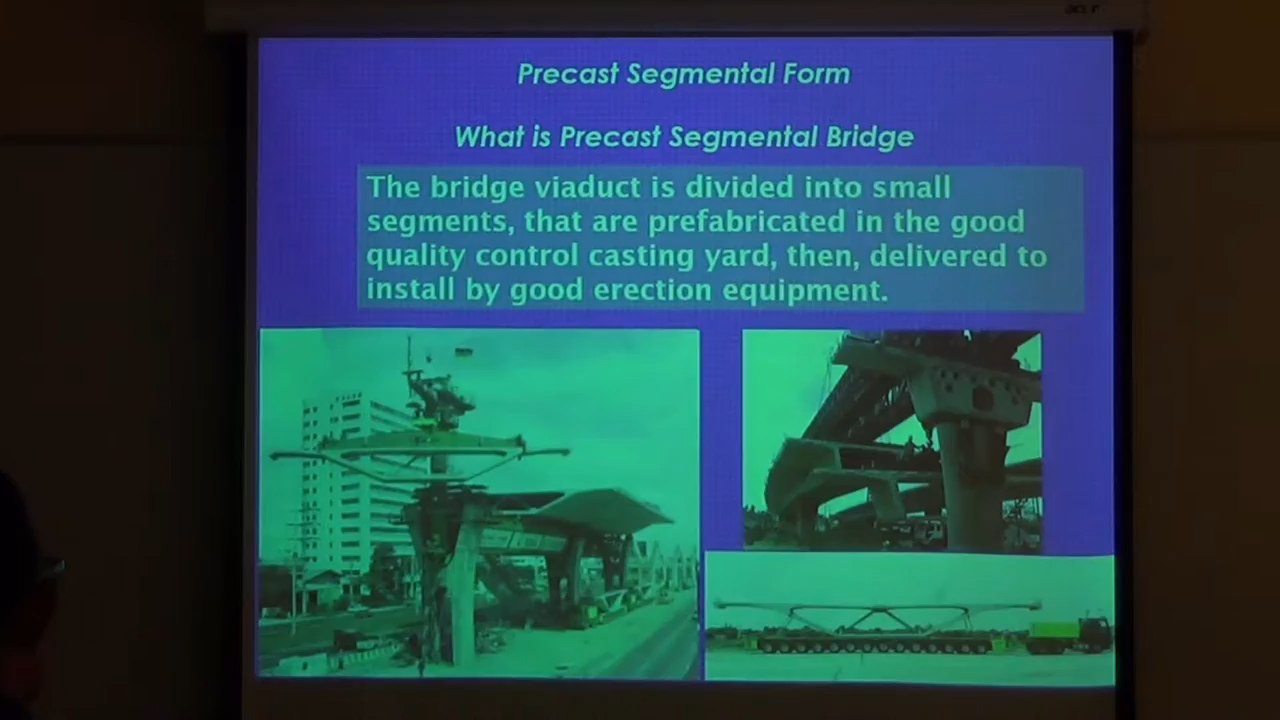 acer
Precast Segmental Form
What is Precast Segmental Bridge
The bridge viaduct is divided into small
segments, that are prefabricated in the good
quality control casting yard, then, delivered to
install by good erection equipment.